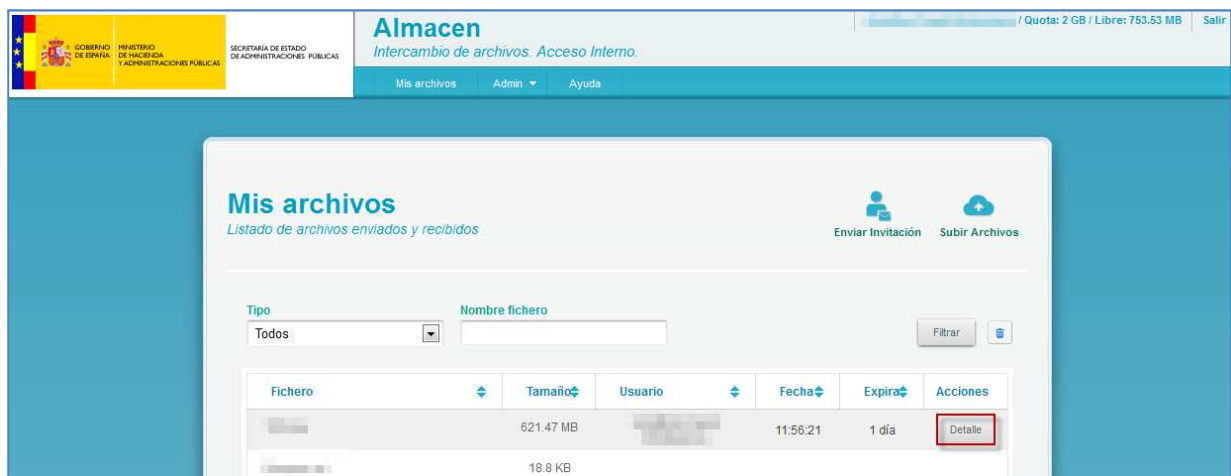 GOBIERNO
DE ESPAÑA
MINISTERIO
DE HACIENDA
Y ADMINISTRACIONES PÚBLICAS
SECRETARÍA DE ESTADO
DE ADMINISTRACIONES PÚBLICAS
Almacen
Intercambio de archivos. Acceso Interno.
/ Quota: 2 GB / Libre: 753.53 MB
Salir
Mis archivos Admin Ayuda
Mis archivos
Listado de archivos enviados y recibidos
Enviar Invitación Subir Archivos
Tipo Nombre fichero
Todos
Filtrar
Fichero Tamaño Usuario Fecha Expira Acciones
621.47 MB 11:56:21 1 día Detalle
18.8 KB